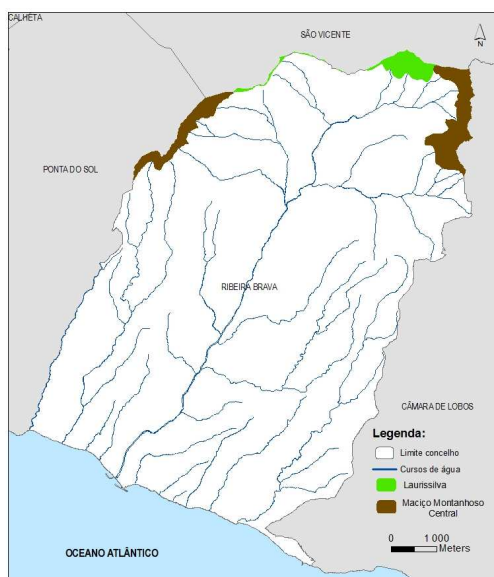 CALHETA
SÃO VICENTE
N
PONTA DO SOL
RIBEIRA BRAVA
CÂMARA DE LOBOS
Legenda:
Limite concelho
Cursos de água
Laurissilva
Maciço Montanhoso
Central
0 1 000
Meters
OCEANO ATLÂNTICO